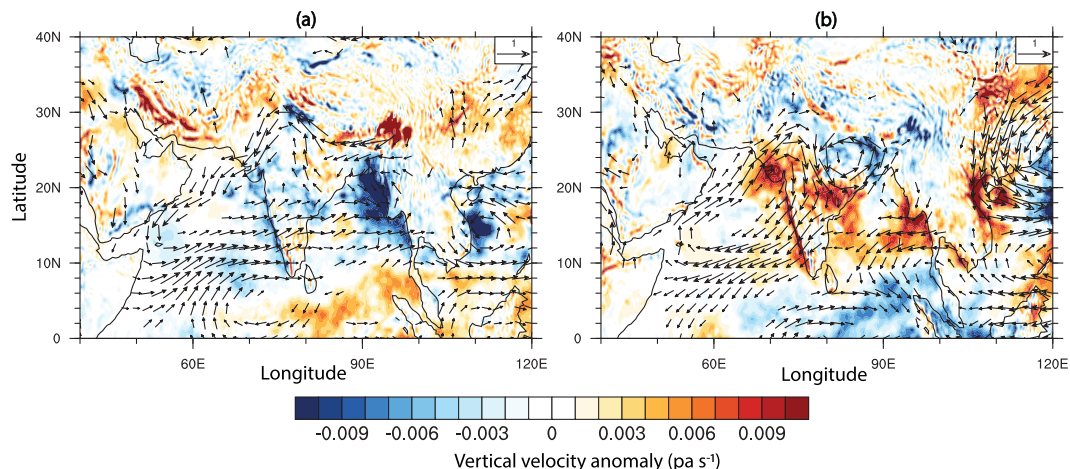 (a) (b)
40N 40N
1 1
30N 30N
Latitude
20N 20N
10N 10N
0 0
60E 90E 120E 60E 90E 120E
Longitude Longitude
-0.009 -0.006 -0.003 0 0.003 0.006 0.009
Vertical velocity anomaly (pa s⁻¹)